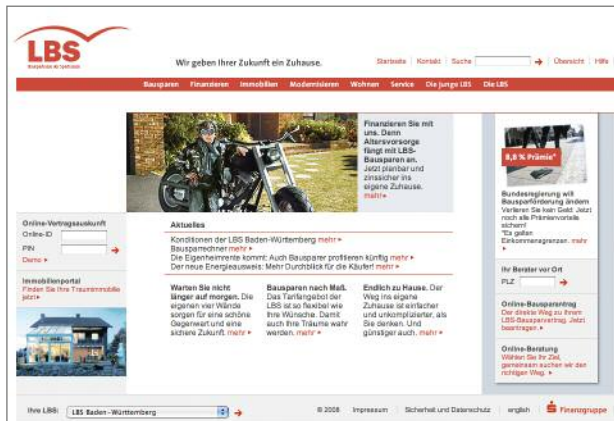 LBS
Wir geben Ihrer Zukunft ein Zuhause.
Startseite Kontakt Suche Übersicht Hilfe
Bausparen Finanzieren Immobilien Modernisieren Wohnen Service Die junge LBS Die LBS
Finanzieren Sie mit
uns. Denn
Altersvorsorge
fängt mit LBS-
Bausparen an.
Jetzt planbar und
zinssicher ins
eigene Zuhause.
mehr
8,8 % Prämie*
Bundesregierung will
Bausparförderung ändern
Verlieren Sie kein Geld: Jetzt
noch alle Prämienvorteile
sichern!
*Es gelten
Einkommensgrenzen. mehr
Online-Vertragsauskunft
Online-ID
PIN
Demo
Immobilienportal
Finden Sie Ihre Traumimmobilie
jetzt
Aktuelles
Konditionen der LBS Baden-Württemberg mehr
Bausparrechner mehr
Die Eigenheimrente kommt: Auch Bausparer profitieren künftig mehr
Der neue Energieausweis: Mehr Durchblick für die Käufer! mehr
Warten Sie nicht
länger auf morgen. Die
eigenen vier Wände
sorgen für eine schöne
Gegenwart und eine
sichere Zukunft. mehr
Bausparen nach Maß.
Das Tarifangebot der
LBS ist so flexibel wie
Ihre Wünsche. Damit
auch Ihre Träume wahr
werden. mehr
Endlich zu Hause. Der
Weg ins eigene
Zuhause ist einfacher
und unkomplizierter, als
Sie denken. Und
günstiger auch. mehr
Ihr Berater vor Ort
PLZ
Online-Bausparantrag
Der direkte Weg zu Ihrem
LBS-Bausparvertrag. Jetzt
beantragen.
Online-Beratung
Wählen Sie Ihr Ziel,
gemeinsam suchen wir den
richtigen Weg.
Ihre LBS: LBS Baden-Württemberg
© 2008 Impressum Sicherheit und Datenschutz english Finanzgruppe